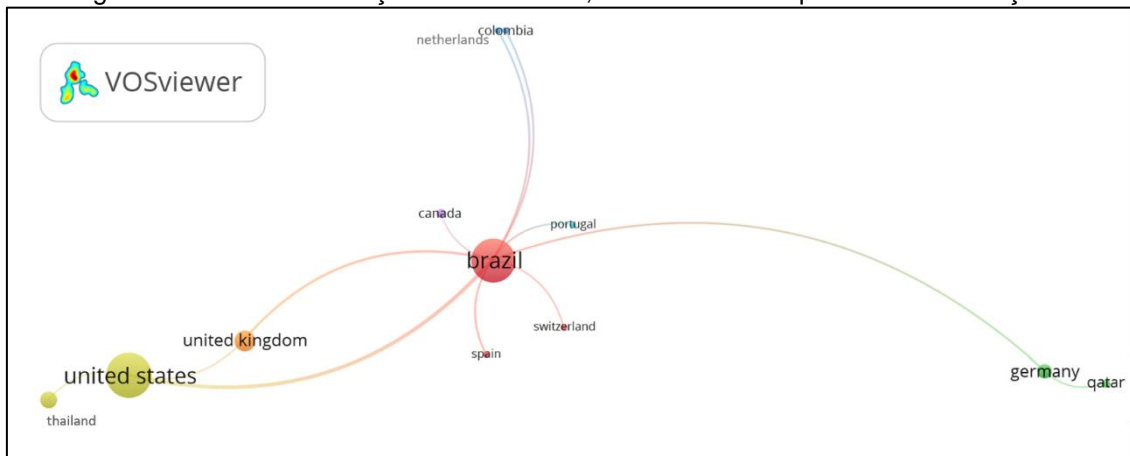 colombia
netherlands
VOSviewer
canada
portugal
brazil
switzerland
united kingdom
spain
germany
united states
qatar
thailand